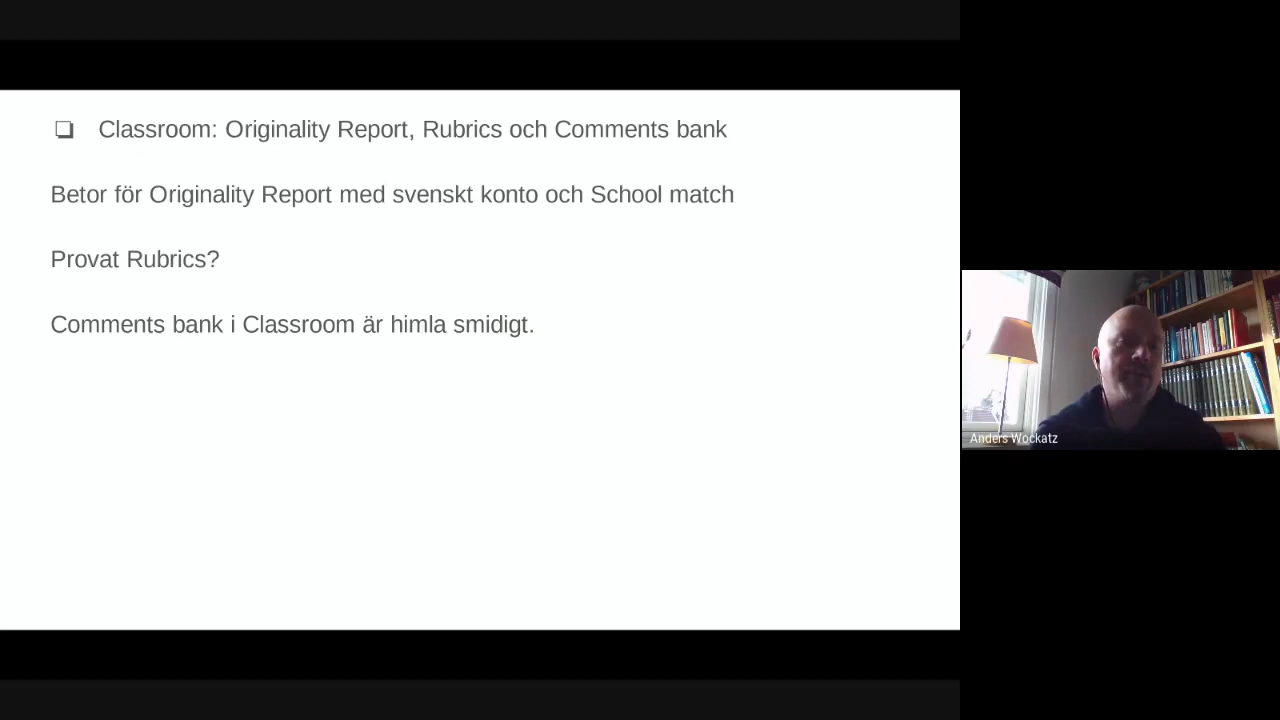 ❏ Classroom: Originality Report, Rubrics och Comments bank
Betor för Originality Report med svenskt konto och School match
Provat Rubrics?
Comments bank i Classroom är himla smidigt.
Anders Wockatz